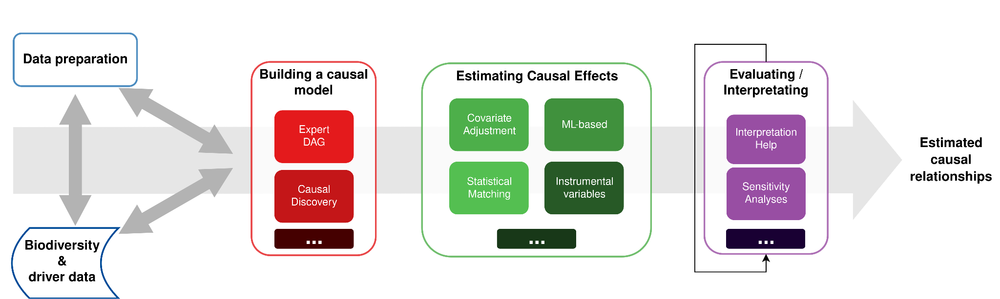 Data preparation
Biodiversity
&
driver data
Building a causal
model
Expert
DAG
Causal
Discovery
...
Estimating Causal Effects
Covariate
Adjustment
ML-based
Statistical
Matching
Instrumental
variables
...
Evaluating /
Interpretating
Interpretation
Help
Sensitivity
Analyses
...
Estimated
causal
relationships